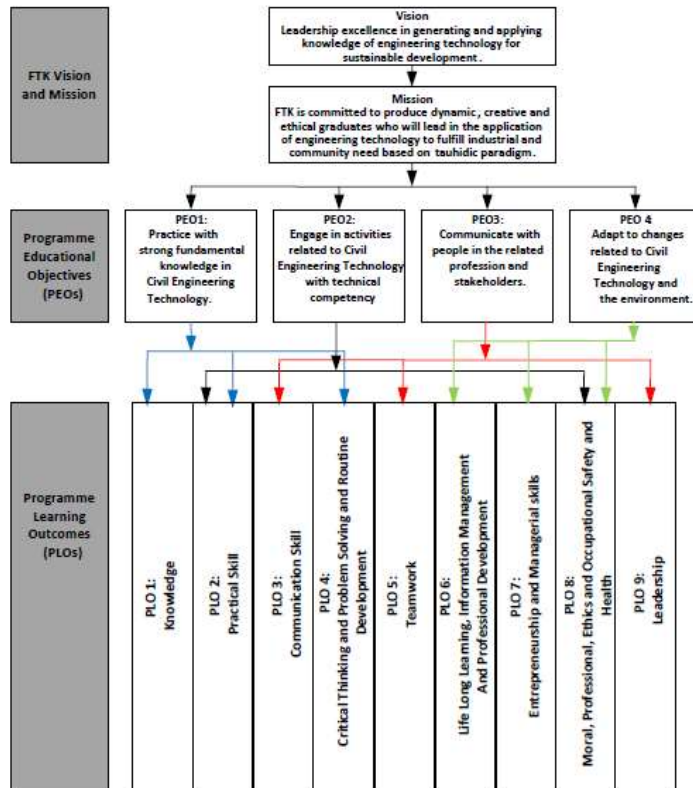 FTK Vision
and Mission
Vision
Leadership excellence in generating and applying
knowledge of engineering technology for
sustainable development.
Mission
FTK is committed to produce dynamic, creative and
ethical graduates who will lead in the application
of engineering technology to fulfill industrial and
community need based on tauhidic paradigm.
Programme
Educational
Objectives
(PEOs)
PEO1:
Practice with
strong fundamental
knowledge in
Civil Engineering
Technology.
PEO2:
Engage in activities
related to Civil
Engineering Technology
with technical
competency
PEO3:
Communicate with
people in the related
profession and
stakeholders.
PEO 4
Adapt to changes
related to Civil
Engineering
Technology and
the environment.
Programme
Learning
Outcomes
(PLOs)
PLO 1:
Knowledge
PLO 2:
Practical Skill
PLO 3:
Communication Skill
PLO 4:
Critical Thinking and Problem Solving and Routine
Development
PLO 5:
Teamwork
PLO 6:
Life Long Learning, Information Management
And Professional Development
PLO 7:
Entrepreneurship and Managerial skills
PLO 8:
Moral, Professional, Ethics and Occupational Safety and
Health
PLO 9:
Leadership